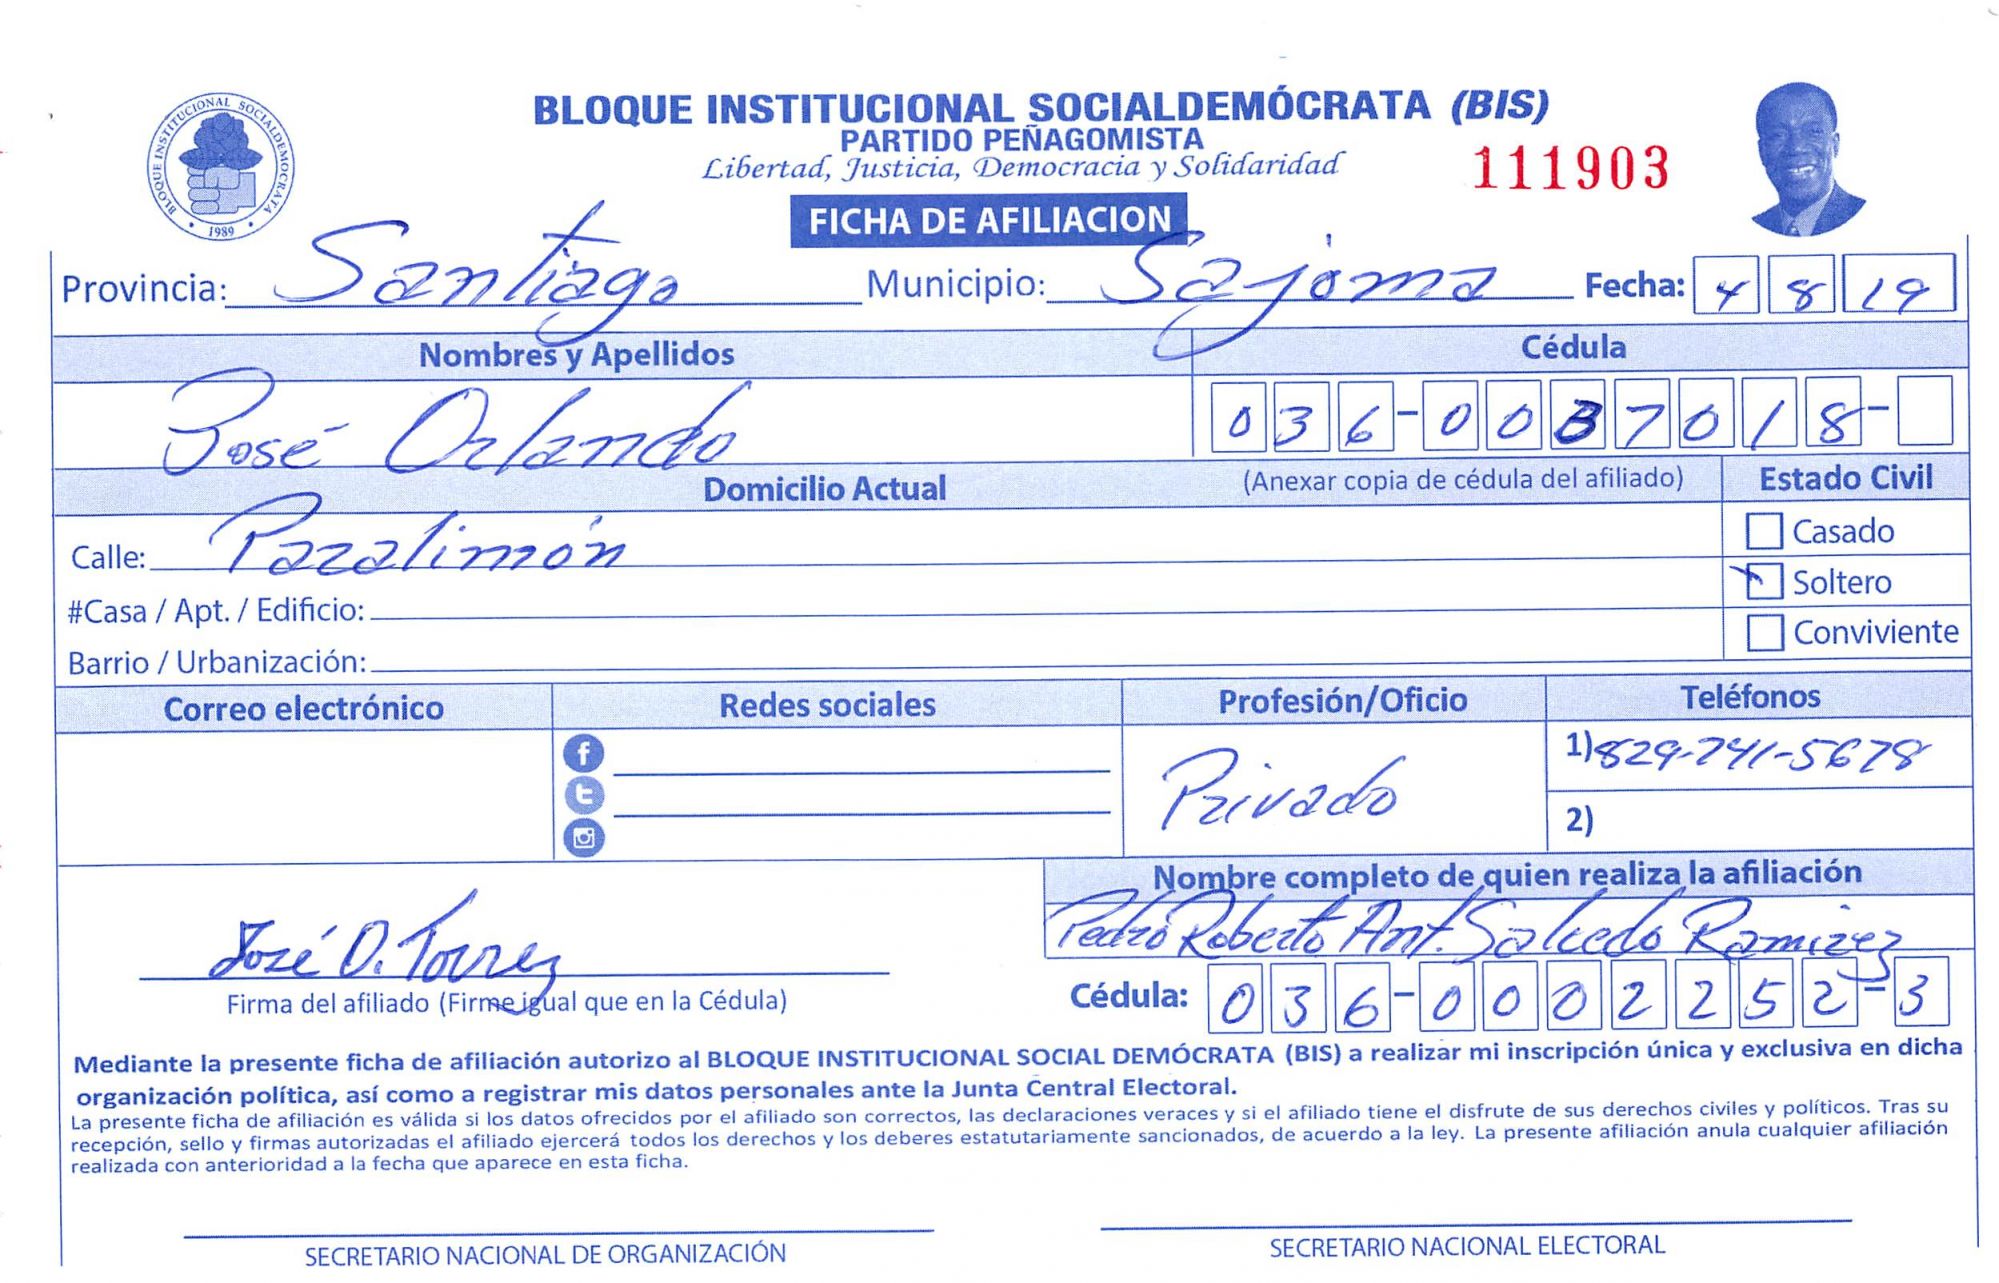 BLOQUE INSTITUCIONAL SOCIALDEMÓCRATA
1989
BLOQUE INSTITUCIONAL SOCIALDEMÓCRATA (BIS)
PARTIDO PEÑAGOMISTA
Libertad, Justicia, Democracia y Solidaridad
111903
FICHA DE AFILIACION
Provincia: Santiago Municipio: Sajoma Fecha: 4 8 19
Nombres y Apellidos Cédula
José Orlando 036-0037018-
Domicilio Actual (Anexar copia de cédula del afiliado) Estado Civil
Calle: Pazalimón Casado
#Casa / Apt. / Edificio: Soltero
Barrio / Urbanización: Conviviente
Correo electrónico Redes sociales Profesión/Oficio Teléfonos
Privado 1) 829-741-5678
2)
Nombre completo de quien realiza la afiliación
Pedro Roberto Ant. Salcedo Ramirez
José O. Torrez
Firma del afiliado (Firme igual que en la Cédula) Cédula: 036-0002252-3
Mediante la presente ficha de afiliación autorizo al BLOQUE INSTITUCIONAL SOCIAL DEMÓCRATA (BIS) a realizar mi inscripción única y exclusiva en dicha
organización política, así como a registrar mis datos personales ante la Junta Central Electoral.
La presente ficha de afiliación es válida si los datos ofrecidos por el afiliado son correctos, las declaraciones veraces y si el afiliado tiene el disfrute de sus derechos civiles y políticos. Tras su
recepción, sello y firmas autorizadas el afiliado ejercerá todos los derechos y los deberes estatutariamente sancionados, de acuerdo a la ley. La presente afiliación anula cualquier afiliación
realizada con anterioridad a la fecha que aparece en esta ficha.
SECRETARIO NACIONAL DE ORGANIZACIÓN SECRETARIO NACIONAL ELECTORAL